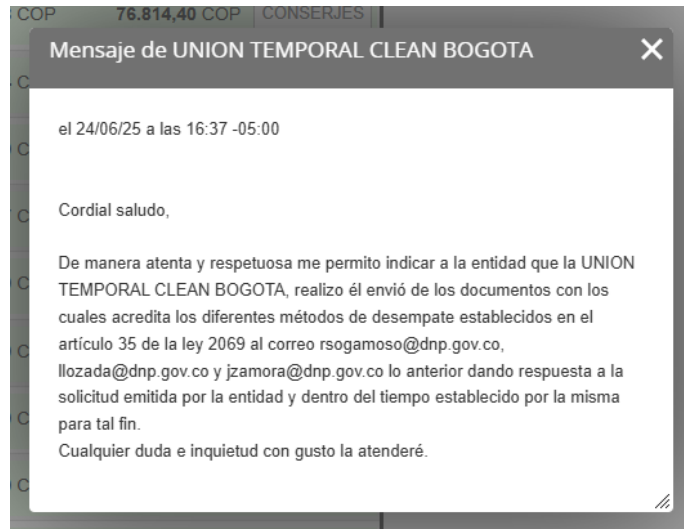 COP 76.814,40 COP CONSERJES
Mensaje de UNION TEMPORAL CLEAN BOGOTA
el 24/06/25 a las 16:37 -05:00
Cordial saludo,
De manera atenta y respetuosa me permito indicar a la entidad que la UNION
TEMPORAL CLEAN BOGOTA, realizo él envió de los documentos con los
cuales acredita los diferentes métodos de desempate establecidos en el
artículo 35 de la ley 2069 al correo rsogamoso@dnp.gov.co,
llozada@dnp.gov.co y jzamora@dnp.gov.co lo anterior dando respuesta a la
solicitud emitida por la entidad y dentro del tiempo establecido por la misma
para tal fin.
Cualquier duda e inquietud con gusto la atenderé.